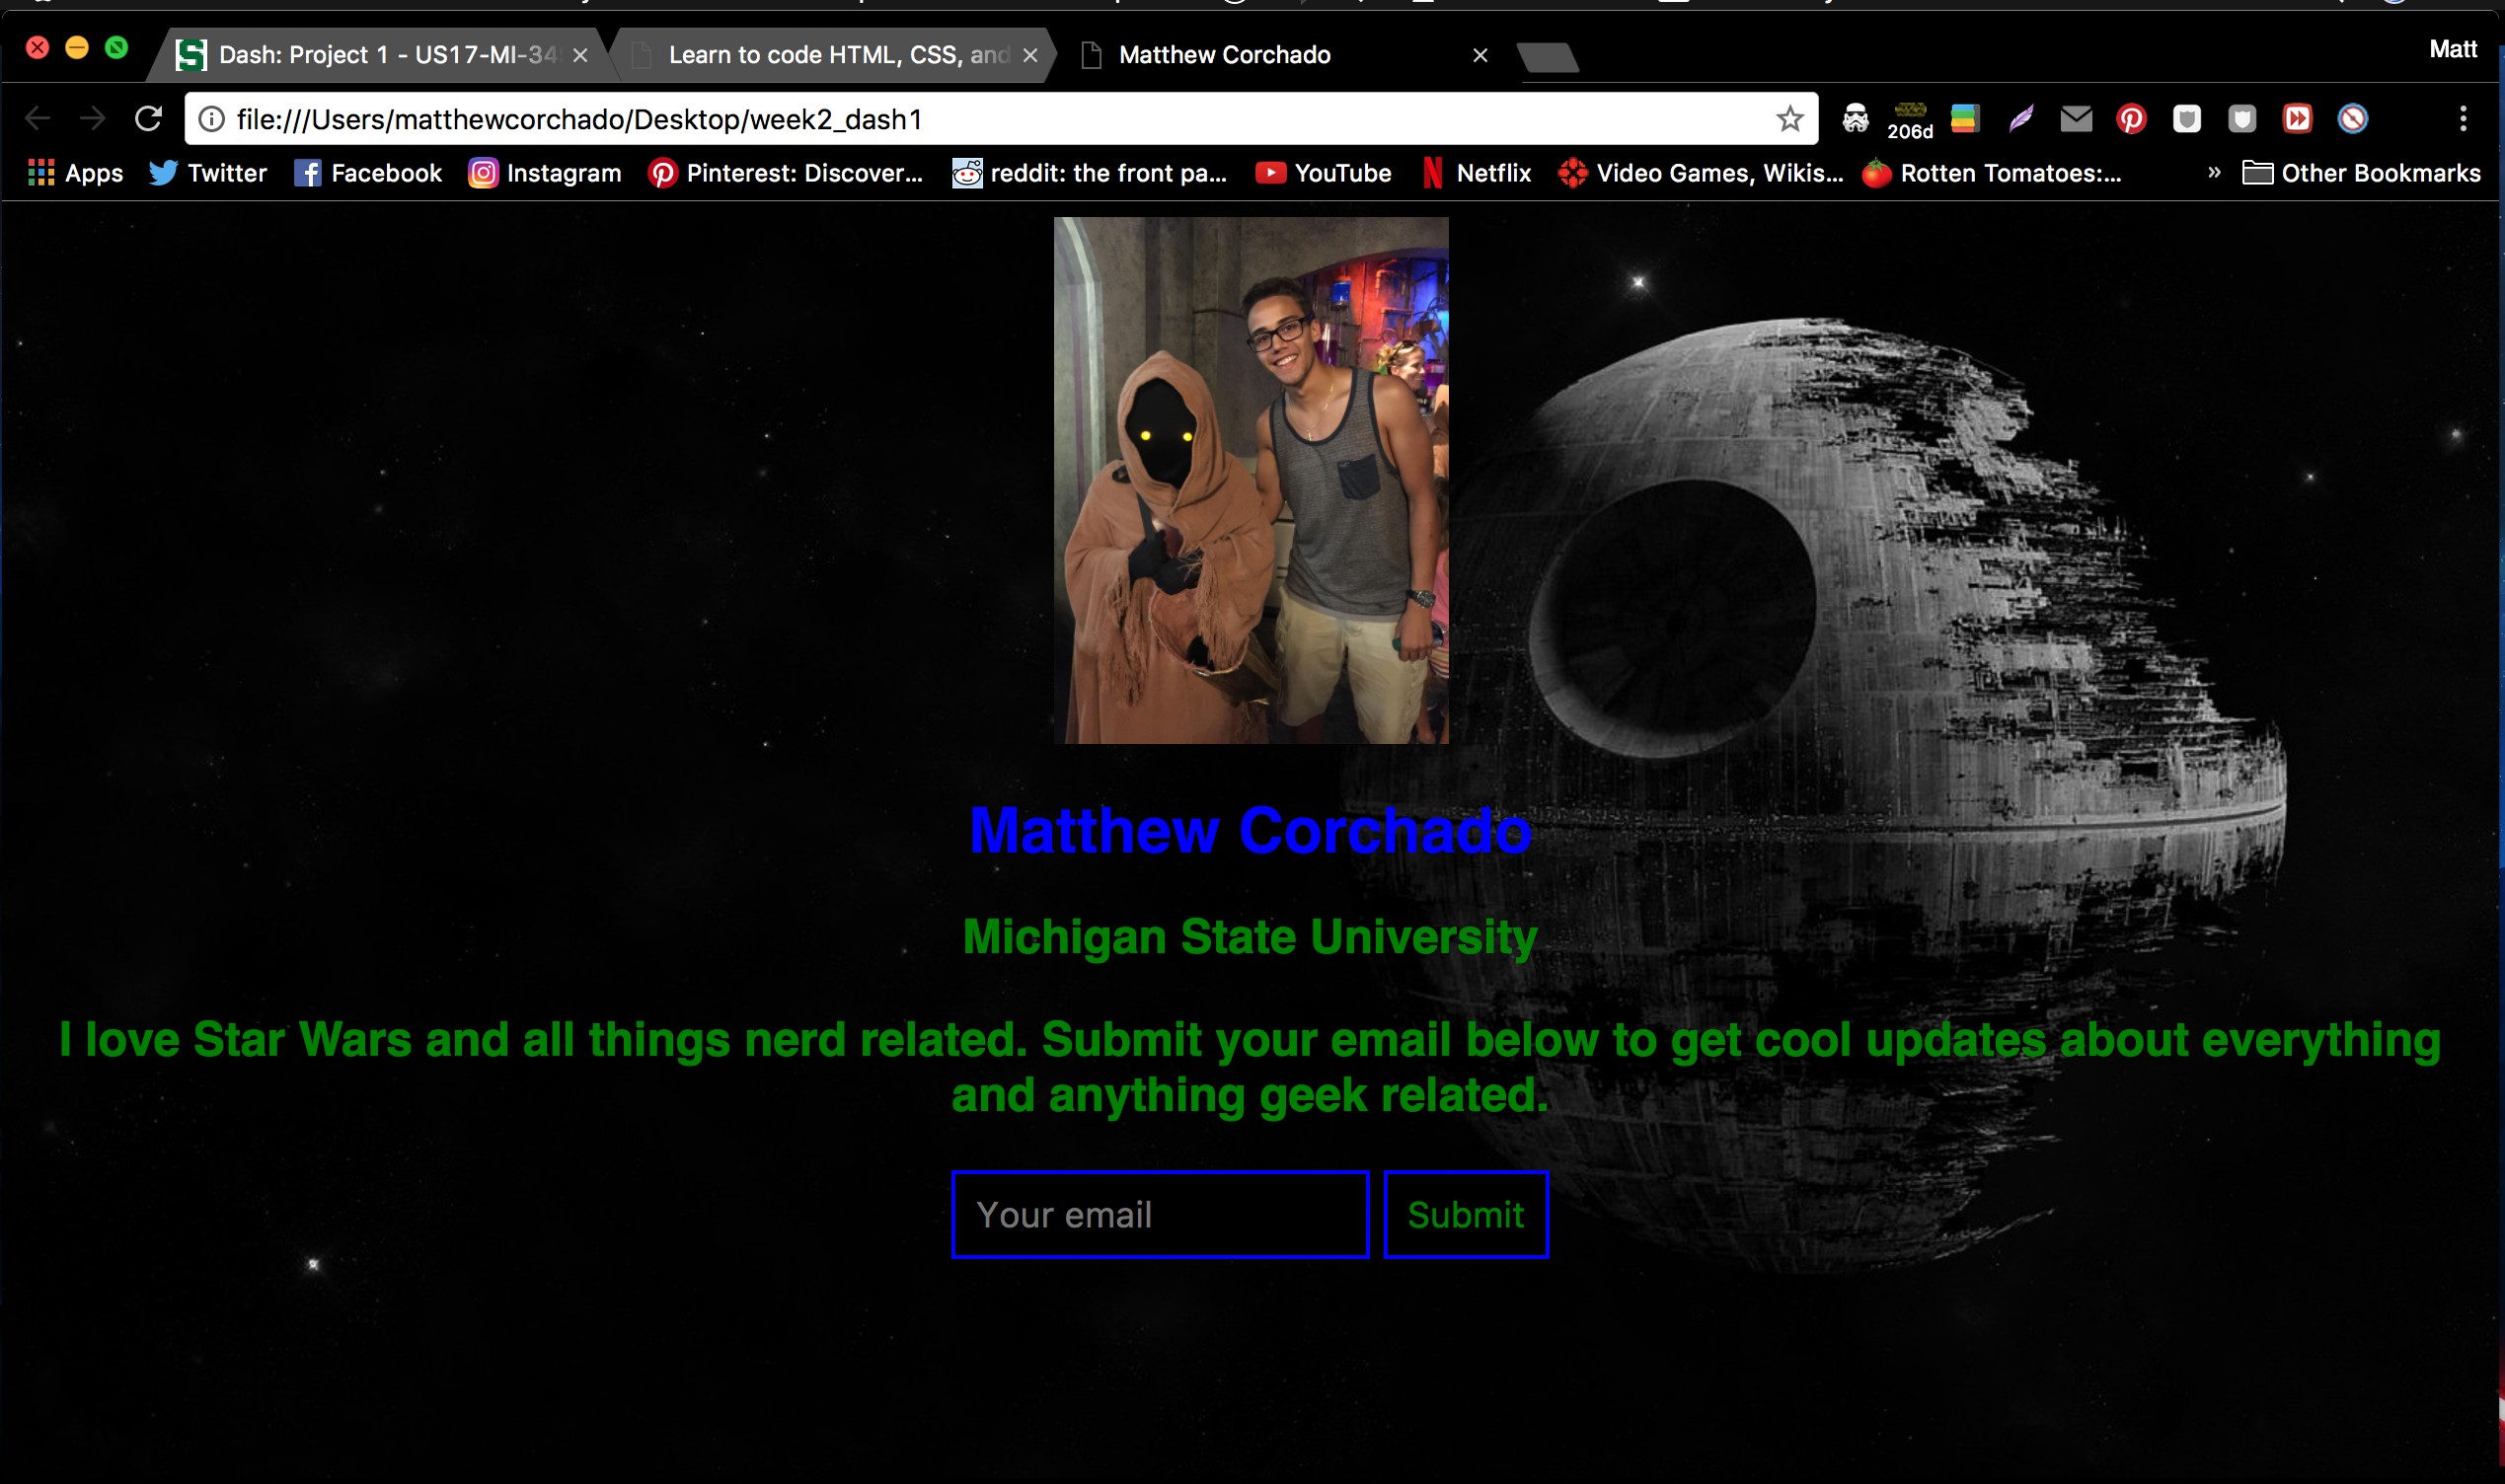 Dash: Project 1 - US17-MI-34
Learn to code HTML, CSS, and
Matthew Corchado
Matt
file:///Users/matthewcorchado/Desktop/week2_dash1
206d
Apps
Twitter
Facebook
Instagram
Pinterest: Discover...
reddit: the front pa...
YouTube
Netflix
Video Games, Wikis...
Rotten Tomatoes:...
»
Other Bookmarks
Matthew Corchado
Michigan State University
I love Star Wars and all things nerd related. Submit your email below to get cool updates about everything
and anything geek related.
Your email
Submit